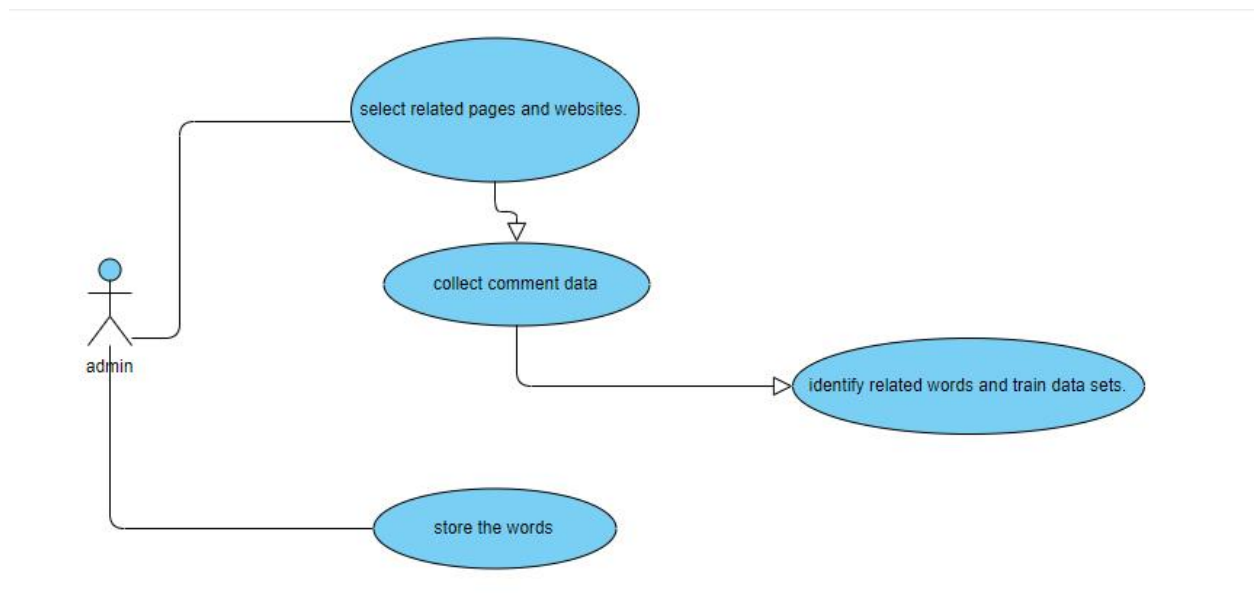 select related pages and websites.
collect comment data
admin
identify related words and train data sets.
store the words